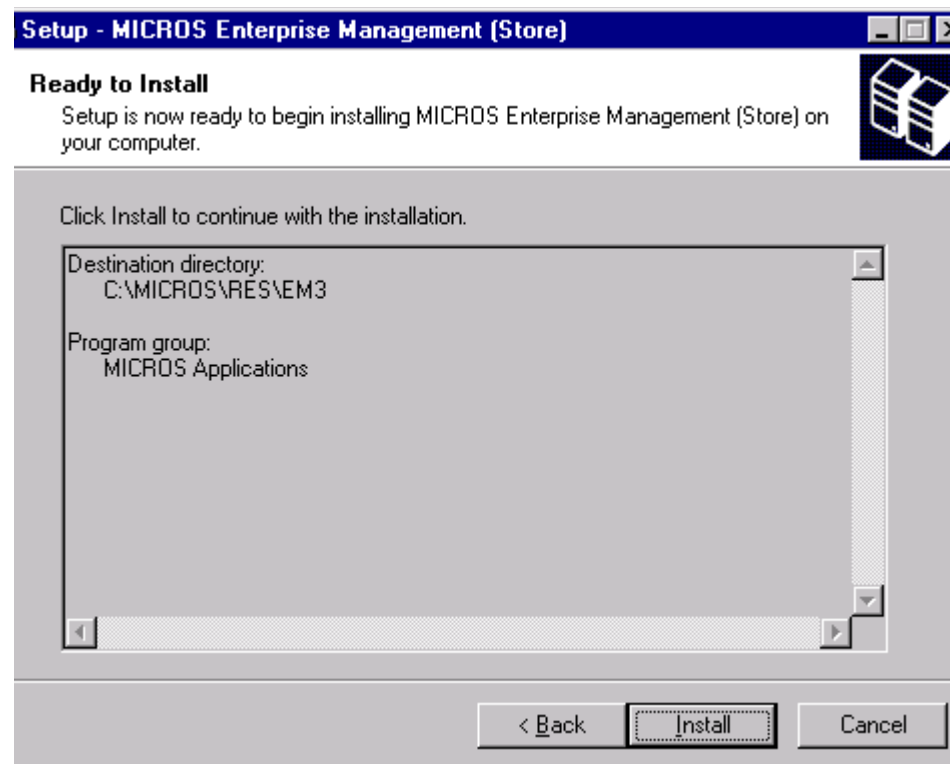 Setup - MICROS Enterprise Management (Store)
Ready to Install
Setup is now ready to begin installing MICROS Enterprise Management (Store) on
your computer.
Click Install to continue with the installation.
Destination directory:
C:\MICROS\RES\EM3
Program group:
MICROS Applications
< Back Install Cancel